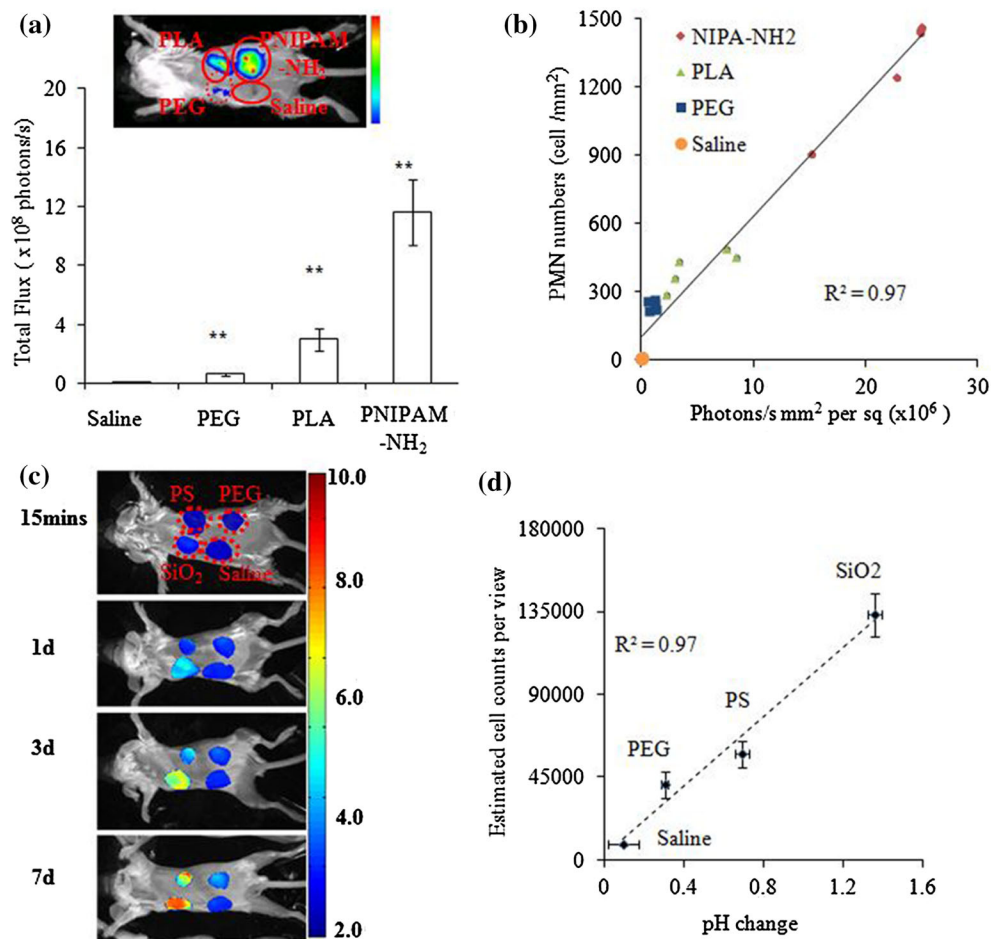 (a)
PLA
PNIPAM
-NH₂
PEG
Saline
Total Flux ( x10⁸ photons/s)
20
16
12
8
4
0
**
**
**
Saline
PEG
PLA
PNIPAM
-NH₂
(b)
PMN numbers (cell /mm²)
1500
1200
900
600
300
0
NIPA-NH2
PLA
PEG
Saline
R² = 0.97
0
10
20
30
Photons/s mm² per sq (x10⁶ )
(c)
15mins
PS
PEG
SiO₂
Saline
1d
3d
7d
10.0
8.0
6.0
4.0
2.0
(d)
Estimated cell counts per view
180000
135000
90000
45000
0
R² = 0.97
SiO2
PS
PEG
Saline
0
0.4
0.8
1.2
1.6
pH change